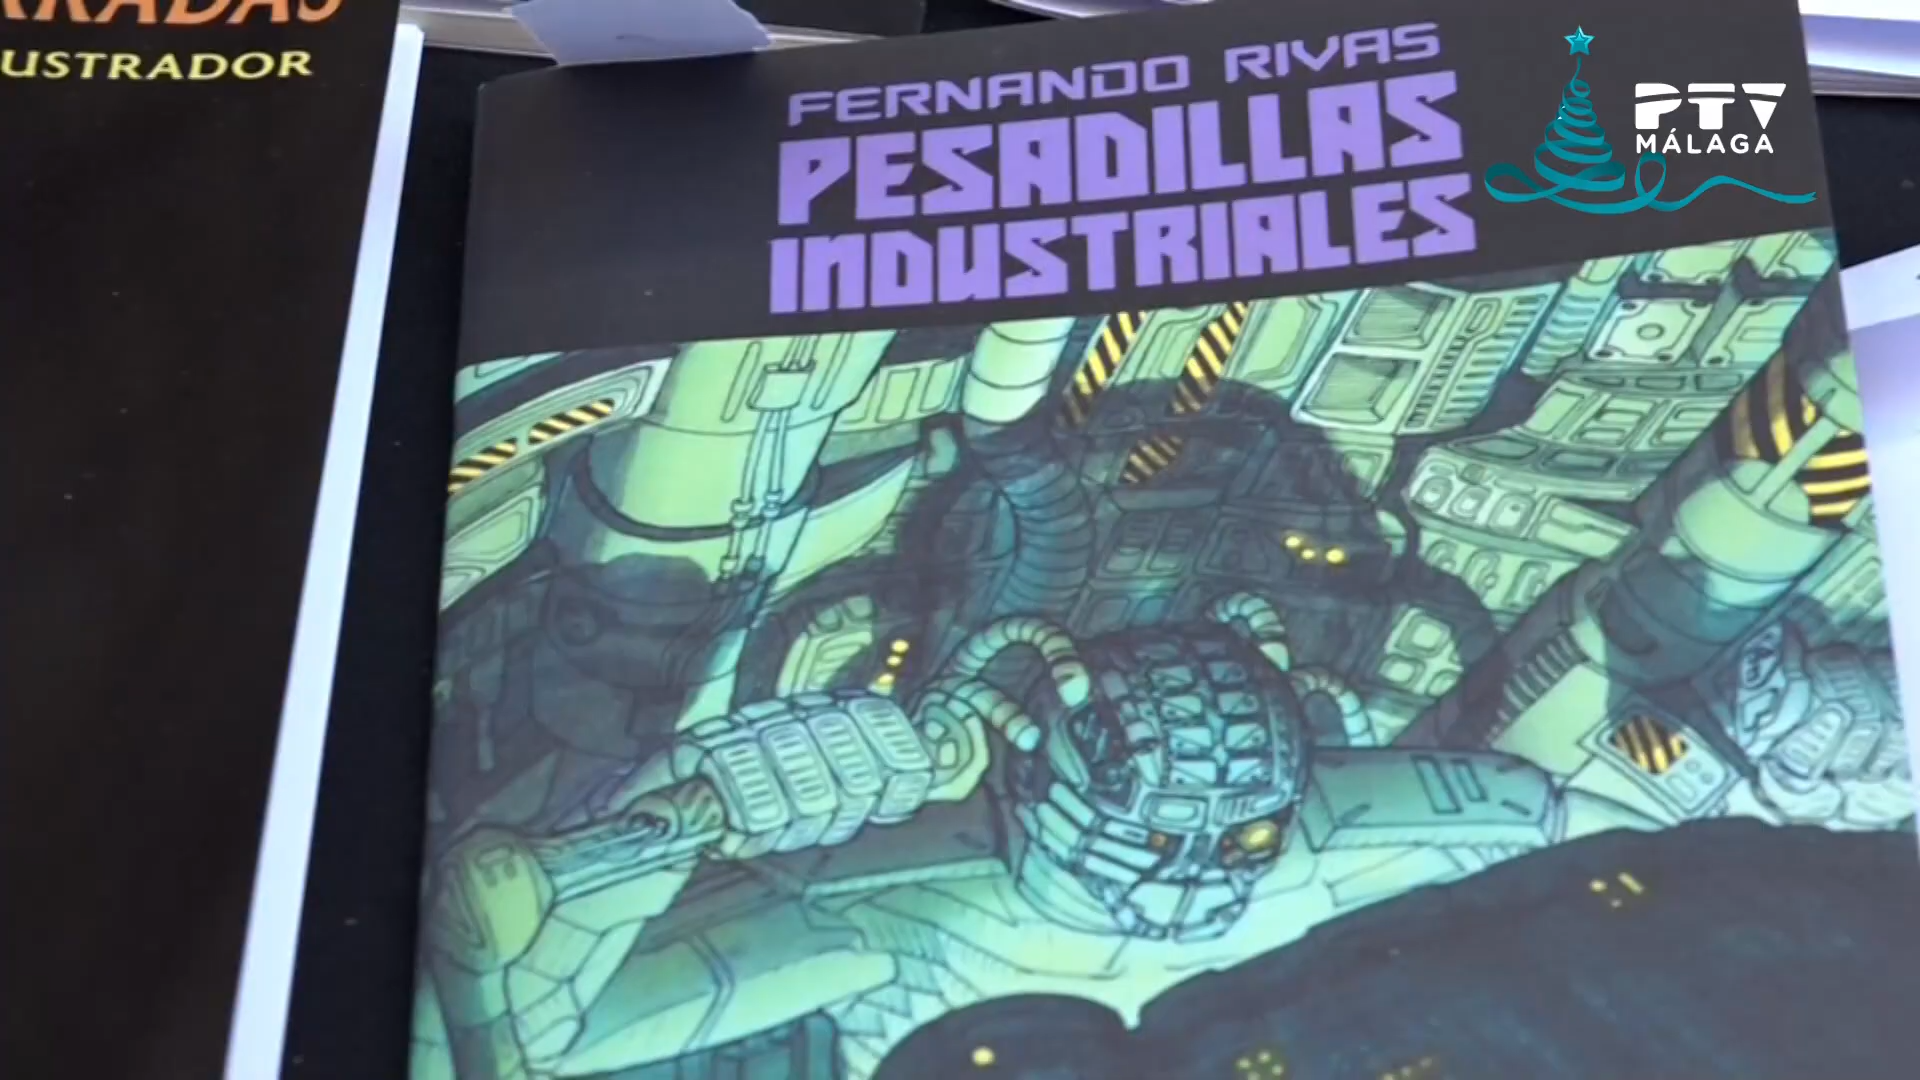 USTRADOR
FERNANDO RIVAS
PESADILLAS
INDUSTRIALES
PTV
MÁLAGA